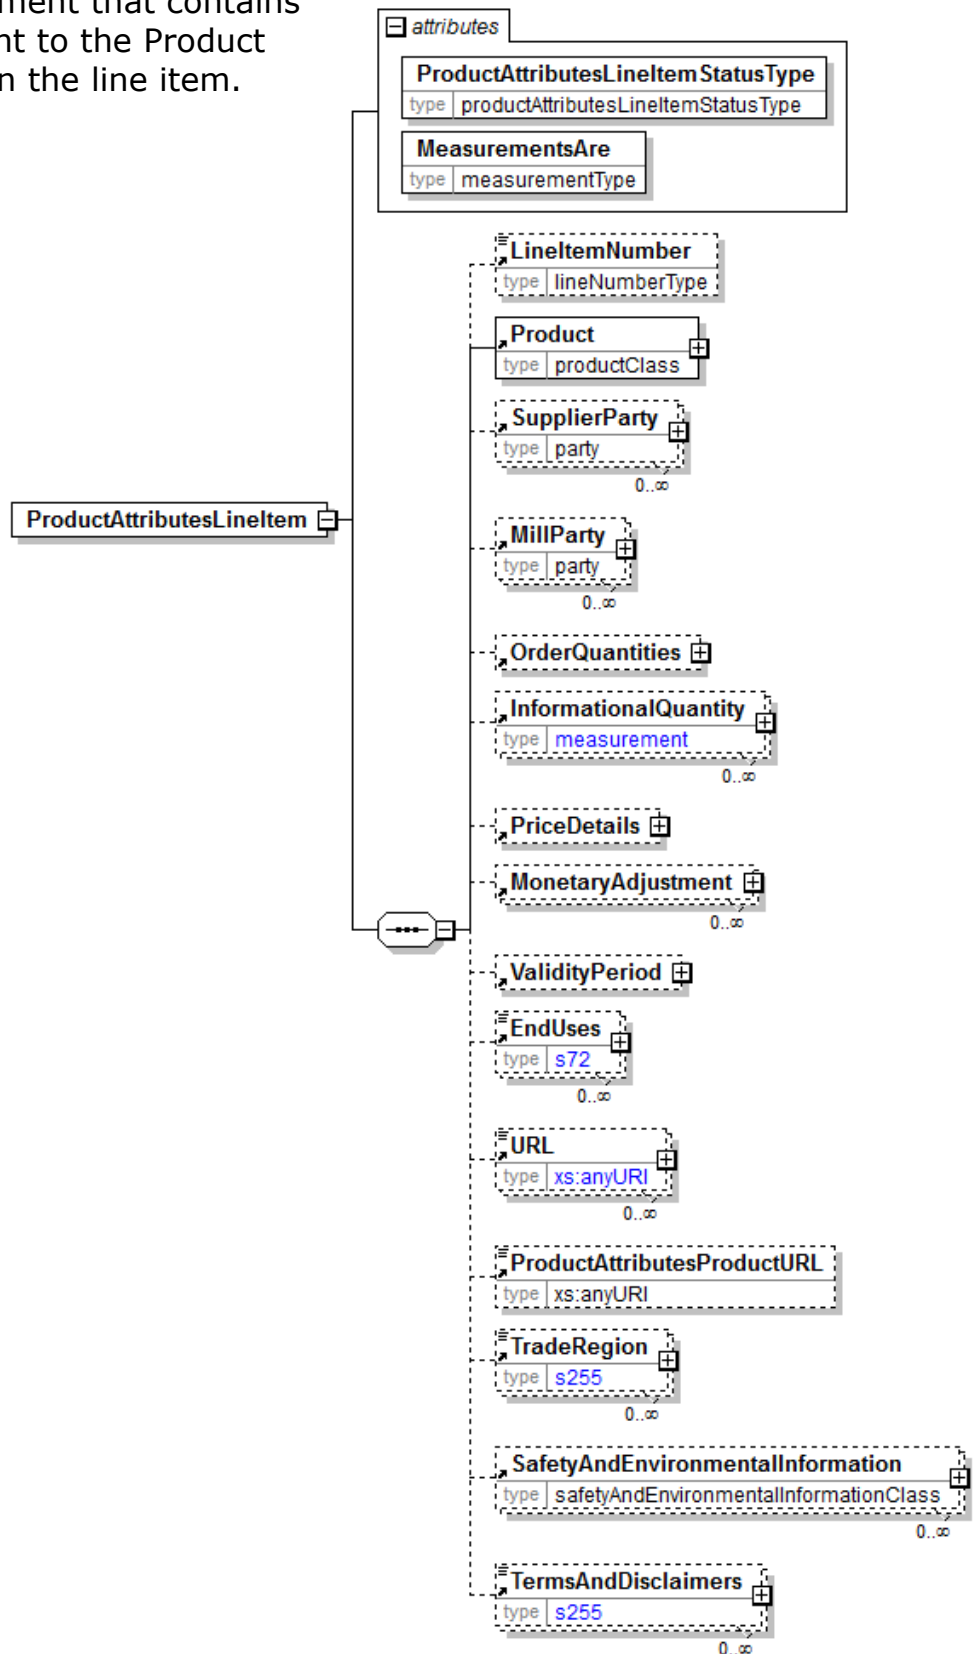 ment that contains
nt to the Product
n the line item.
attributes
ProductAttributesLineItemStatusType
type productAttributesLineItemStatusType
MeasurementsAre
type measurementType
LineItemNumber
type lineNumberType
Product
type productClass
SupplierParty
type party
0..∞
ProductAttributesLineItem
MillParty
type party
0..∞
OrderQuantities
InformationalQuantity
type measurement
0..∞
PriceDetails
MonetaryAdjustment
0..∞
ValidityPeriod
EndUses
type s72
0..∞
URL
type xs:anyURI
0..∞
ProductAttributesProductURL
type xs:anyURI
TradeRegion
type s255
0..∞
SafetyAndEnvironmentalInformation
type safetyAndEnvironmentalInformationClass
0..∞
TermsAndDisclaimers
type s255
0..∞